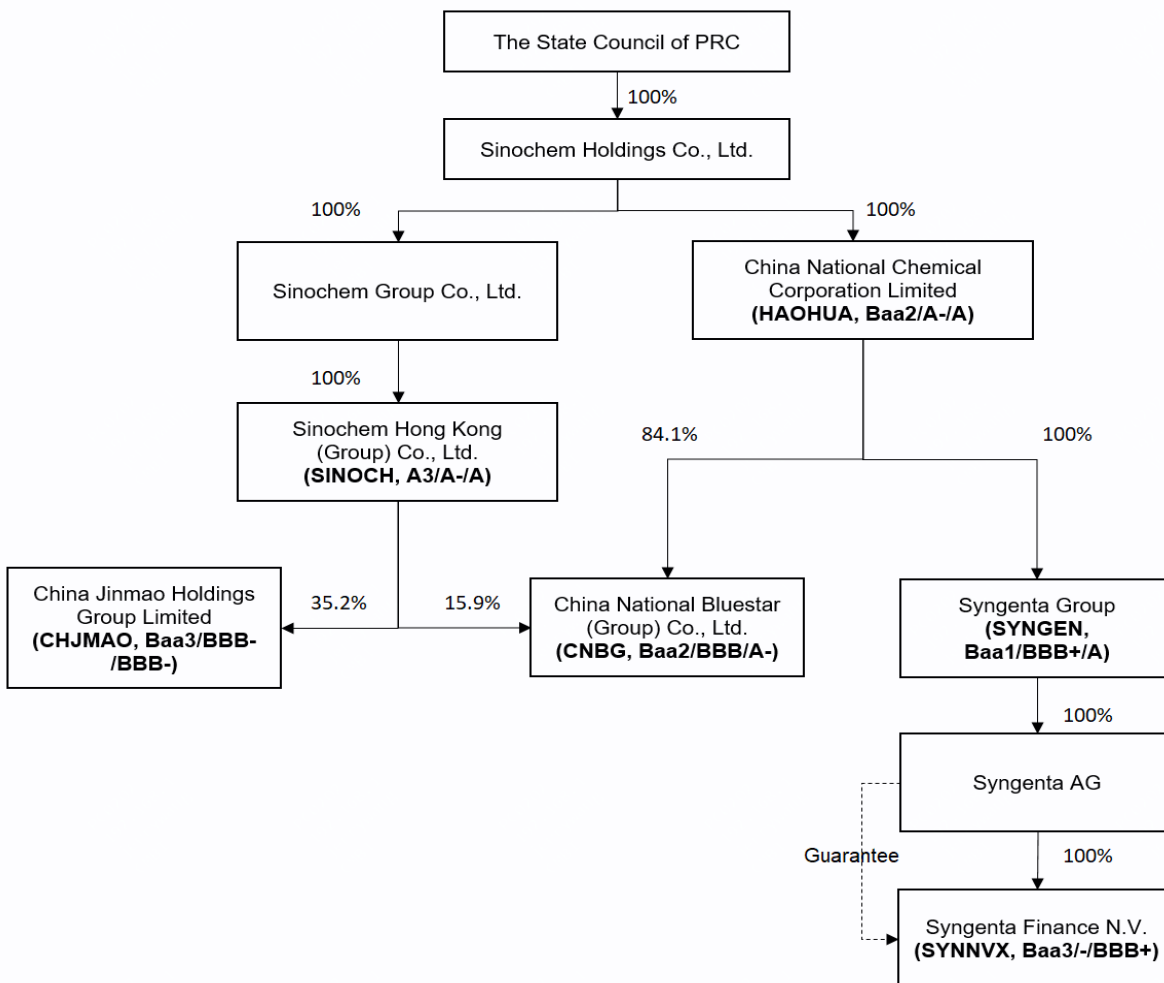 The State Council of PRC
100%
Sinochem Holdings Co., Ltd.
100%
100%
Sinochem Group Co., Ltd.
China National Chemical
Corporation Limited
(HAOHUA, Baa2/A-/A)
100%
Sinochem Hong Kong
(Group) Co., Ltd.
(SINOCH, A3/A-/A)
84.1%
100%
China Jinmao Holdings
Group Limited
(CHJMAO, Baa3/BBB-
/BBB-)
35.2%
15.9%
China National Bluestar
(Group) Co., Ltd.
(CNBG, Baa2/BBB/A-)
Syngenta Group
(SYNGEN,
Baa1/BBB+/A)
100%
Syngenta AG
Guarantee
100%
Syngenta Finance N.V.
(SYNNVX, Baa3/-/BBB+)